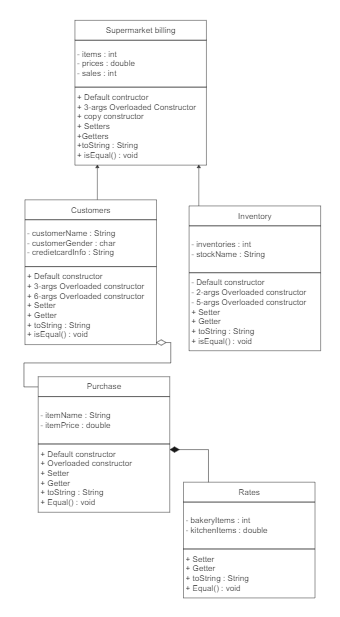 Supermarket billing
- items : int
- prices : double
- sales : int
+ Default contructor
+ 3-args Overloaded Constructor
+ copy constructor
+ Setters
+Getters
+toString : String
+ isEqual() : void
Customers
- customerName : String
- customerGender : char
- credietcardInfo : String
+ Default constructor
+ 3-args Overloaded constructor
+ 6-args Overloaded constructor
+ Setter
+ Getter
+ toString : String
+ isEqual() : void
Inventory
- inventories : int
- stockName : String
- Default constructor
- 2-args Overloaded constructor
- 5-args Overloaded constructor
+ Setter
+ Getter
+ toString : String
+ isEqual() : void
Purchase
- itemName : String
- itemPrice : double
+ Default constructor
+ Overloaded constructor
+ Setter
+ Getter
+ toString : String
+ Equal() : void
Rates
- bakeryItems : int
- kitchenItems : double
+ Setter
+ Getter
+ toString : String
+ Equal() : void